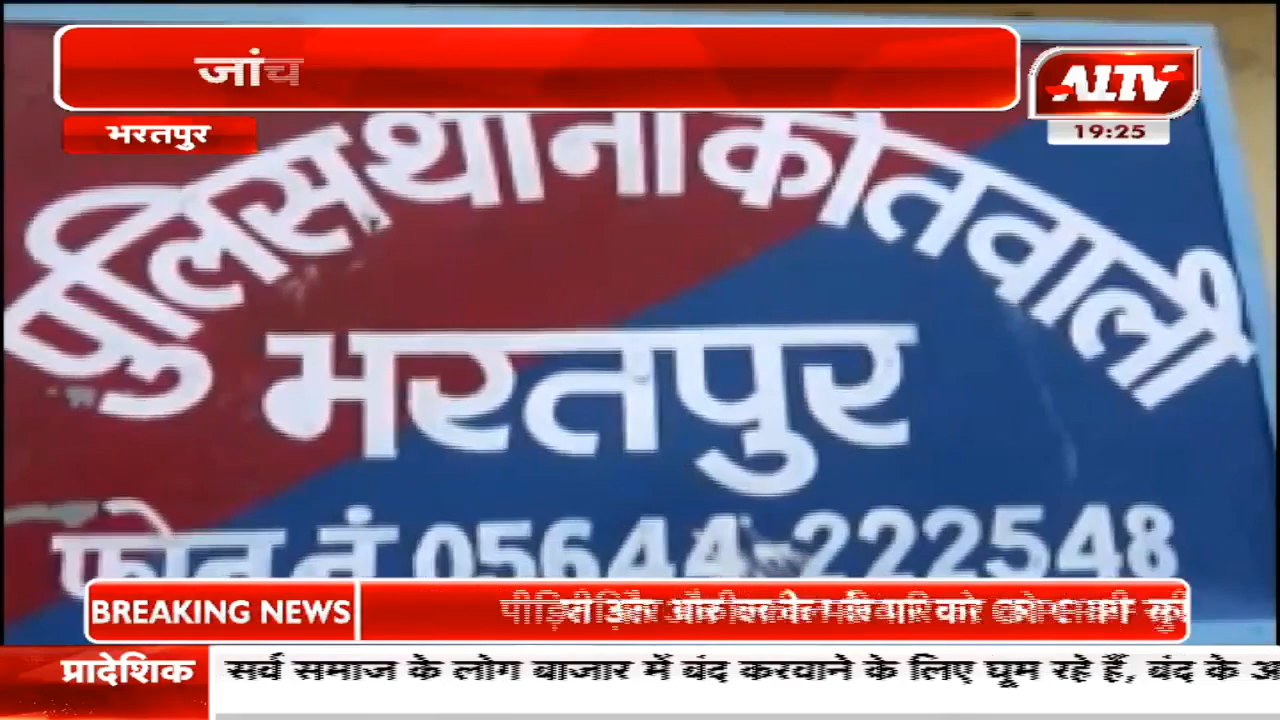 जांच
ALTV
19:25
भरतपुर
पुलिस थाना कोतवाली
भरतपुर
फोन नं 05644-222548
BREAKING NEWS
प्रादेशिक
सर्व समाज के लोग बाजार में बंद करवाने के लिए घूम रहे हैं, बंद के